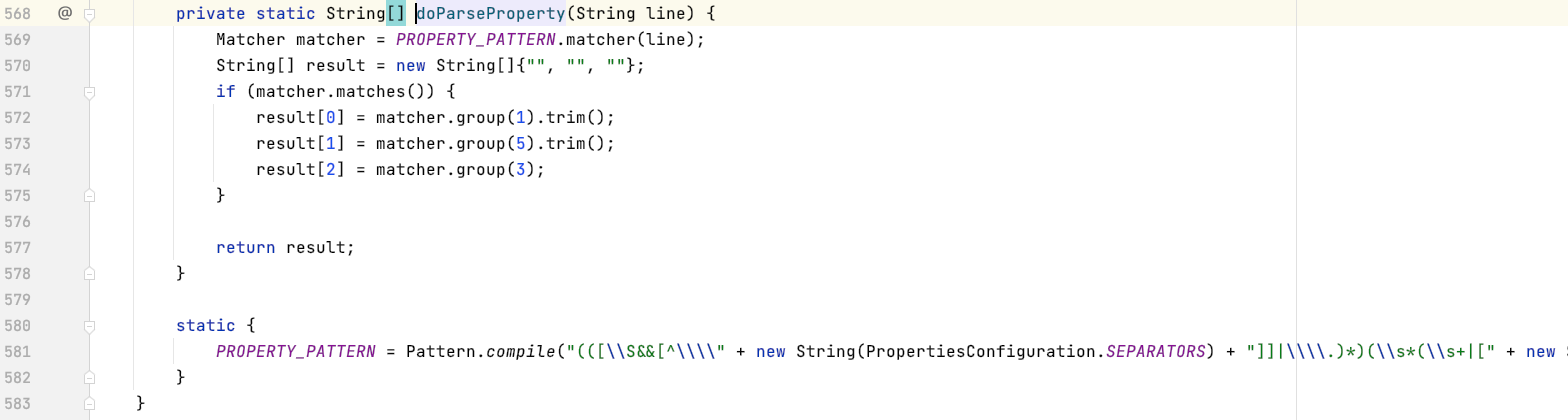 568 @ private static String[] doParseProperty(String line) {
569 Matcher matcher = PROPERTY_PATTERN.matcher(line);
570 String[] result = new String[]{"", "", ""};
571 if (matcher.matches()) {
572 result[0] = matcher.group(1).trim();
573 result[1] = matcher.group(5).trim();
574 result[2] = matcher.group(3);
575 }
576
577 return result;
578 }
579
580 static {
581 PROPERTY_PATTERN = Pattern.compile("(([\\S&&[^\\\\" + new String(PropertiesConfiguration.SEPARATORS) + "]]|\\\\.)*)(\\s*(\\s+|[" + new
582 }
583 }